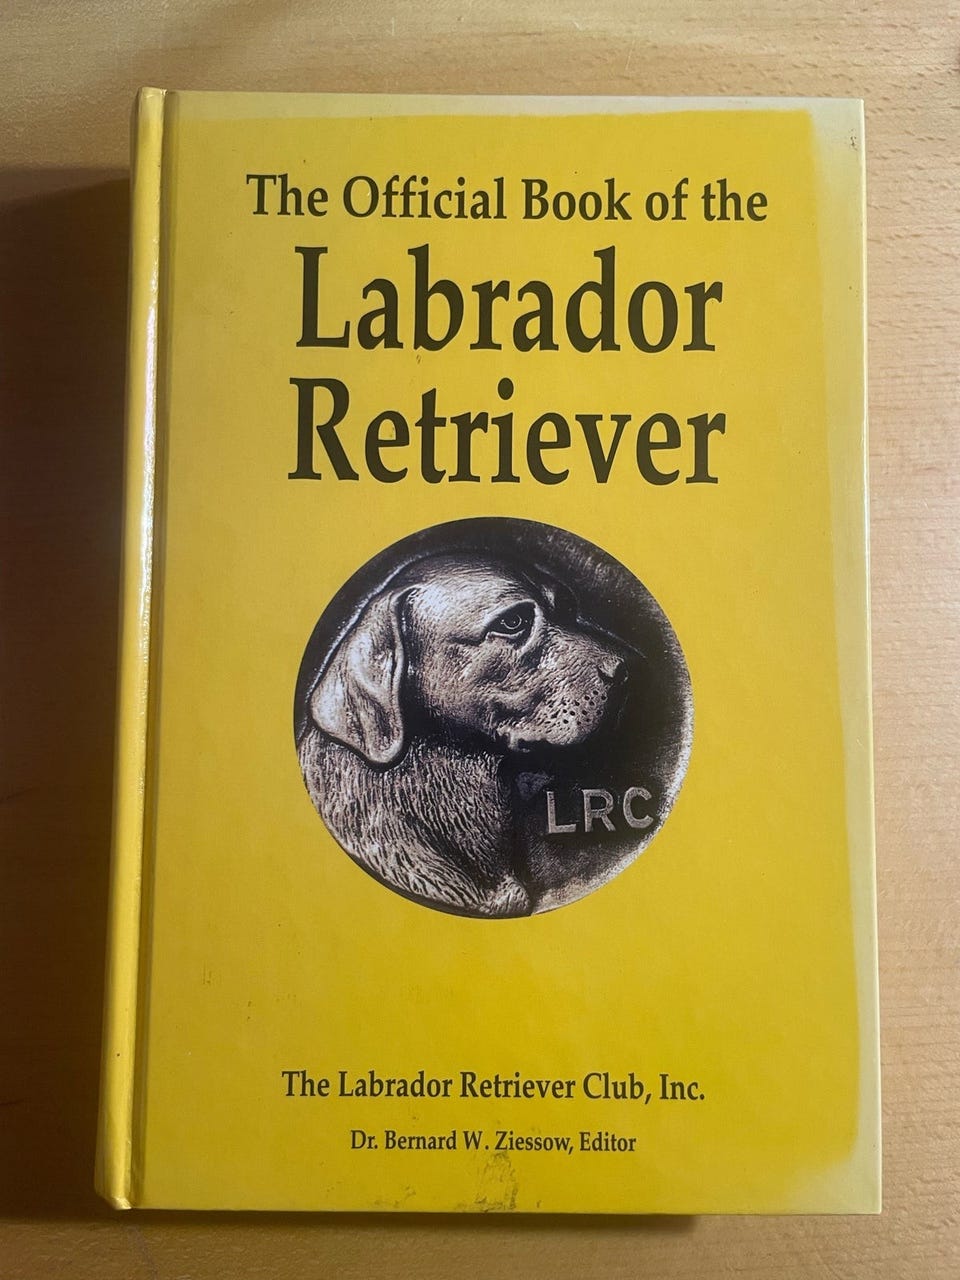 The Official Book of the
Labrador
Retriever
LRC
The Labrador Retriever Club, Inc.
Dr. Bernard W. Ziessow, Editor